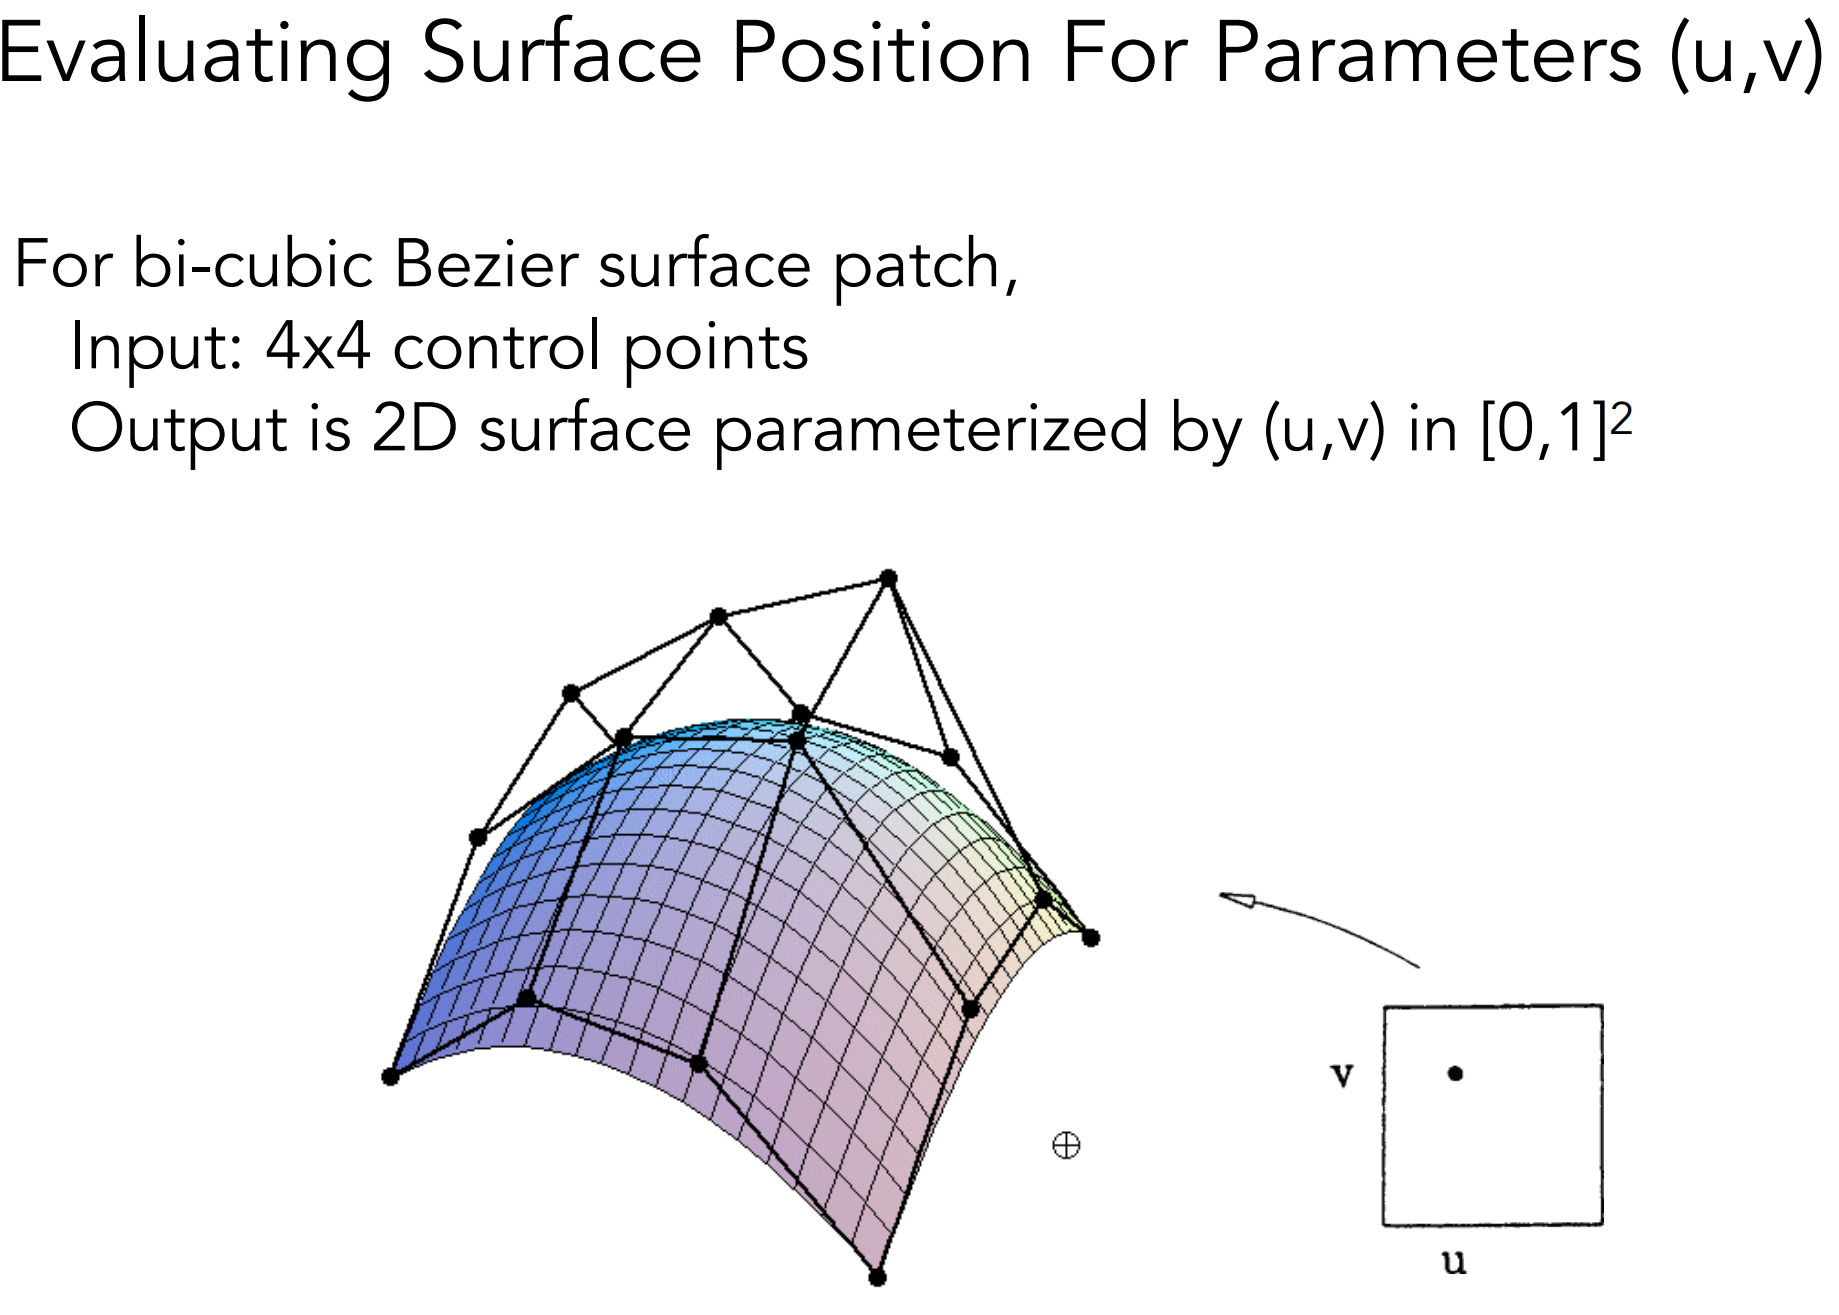 Evaluating Surface Position For Parameters (u,v)
For bi-cubic Bezier surface patch,
Input: 4x4 control points
Output is 2D surface parameterized by (u,v) in [0,1]²
v
u